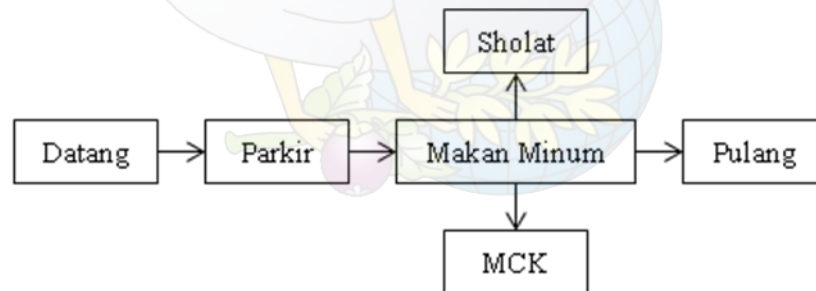 Sholat
Datang
Parkir
Makan Minum
Pulang
MCK